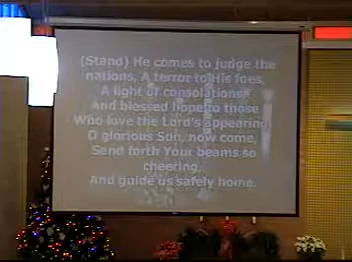 (Stand) He comes to judge the
nations, A terror to His foes,
A light of consolations,
And blessed hope to those
Who love the Lord's appearing.
O glorious Sun, now come,
Send forth Your beams so
cheering,
And guide us safely home.